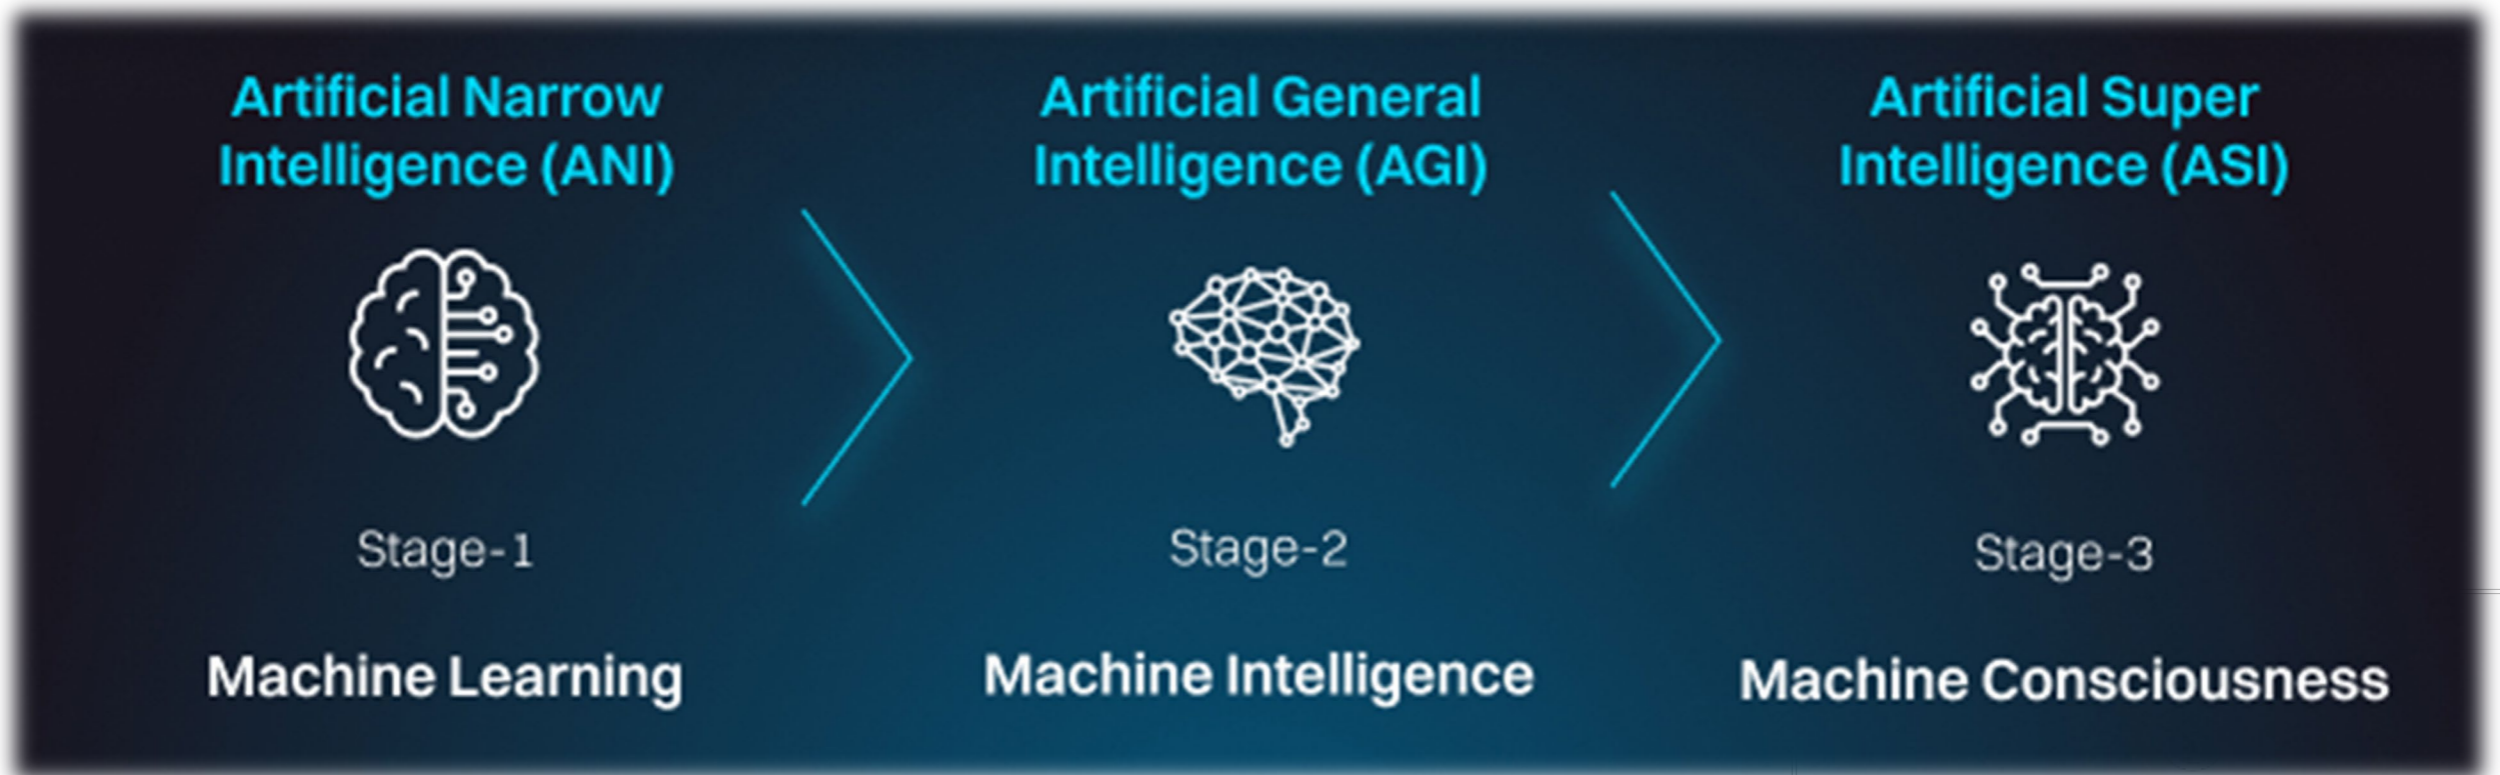 Artificial Narrow
Intelligence (ANI)
Stage-1
Machine Learning
Artificial General
Intelligence (AGI)
Stage-2
Machine Intelligence
Artificial Super
Intelligence (ASI)
Stage-3
Machine Consciousness